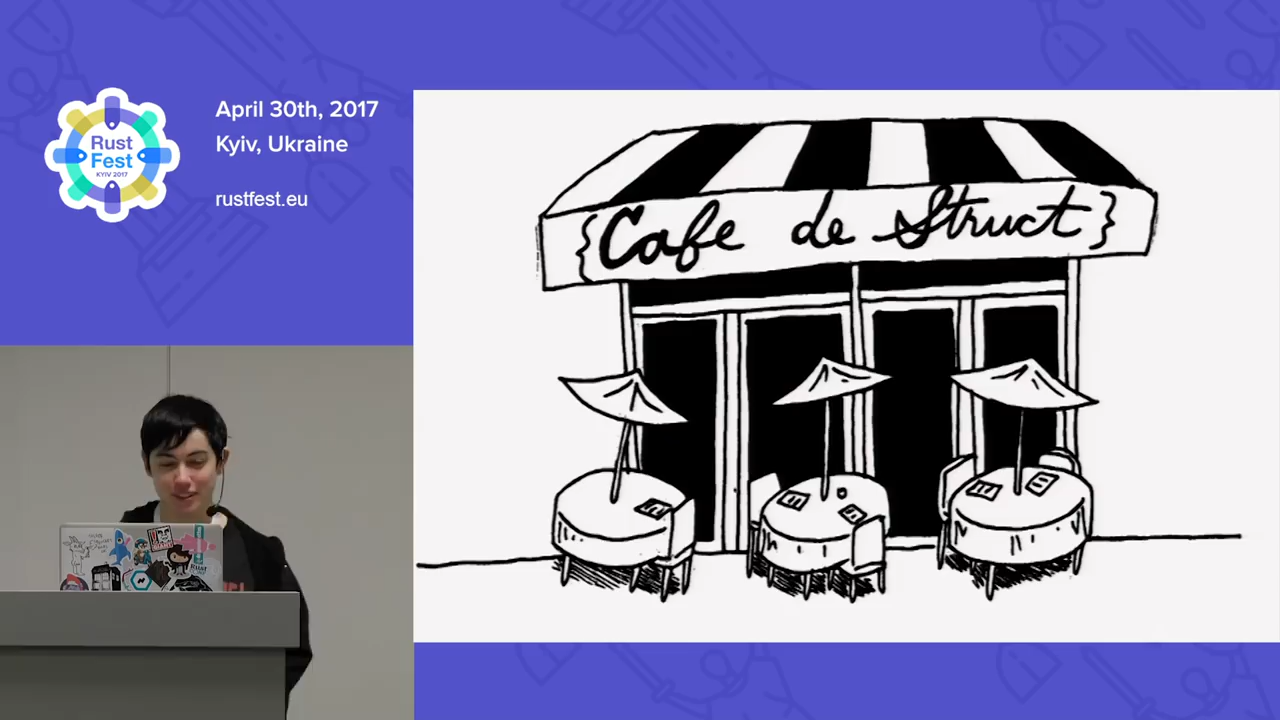 Rust
Fest
KYIV 2017
April 30th, 2017
Kyiv, Ukraine
rustfest.eu
{Cafe de Struct}